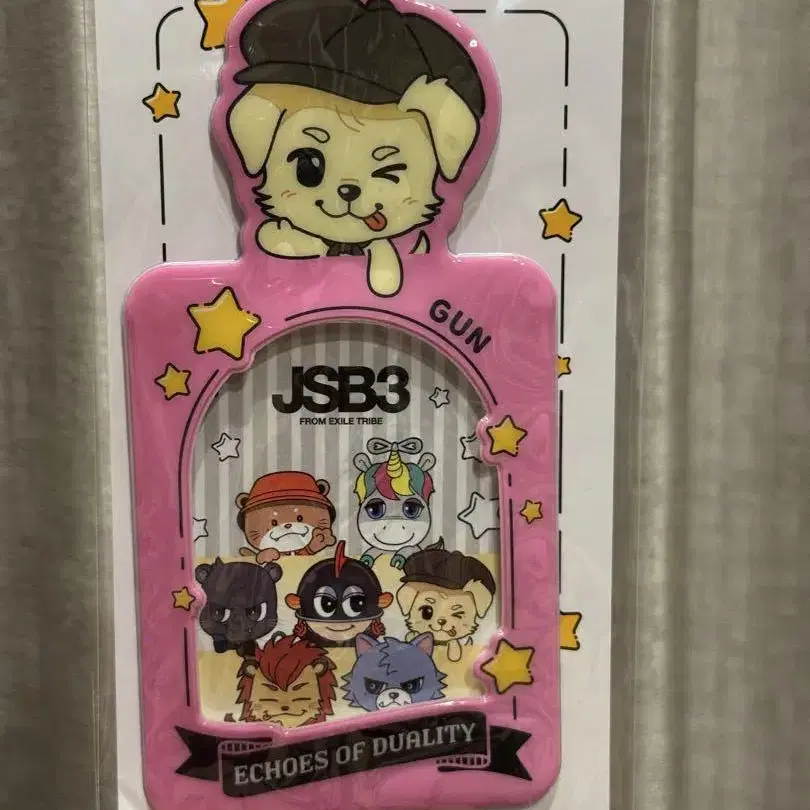 GUN
JSB3
FROM EXILE TRIBE
ECHOES OF DUALITY